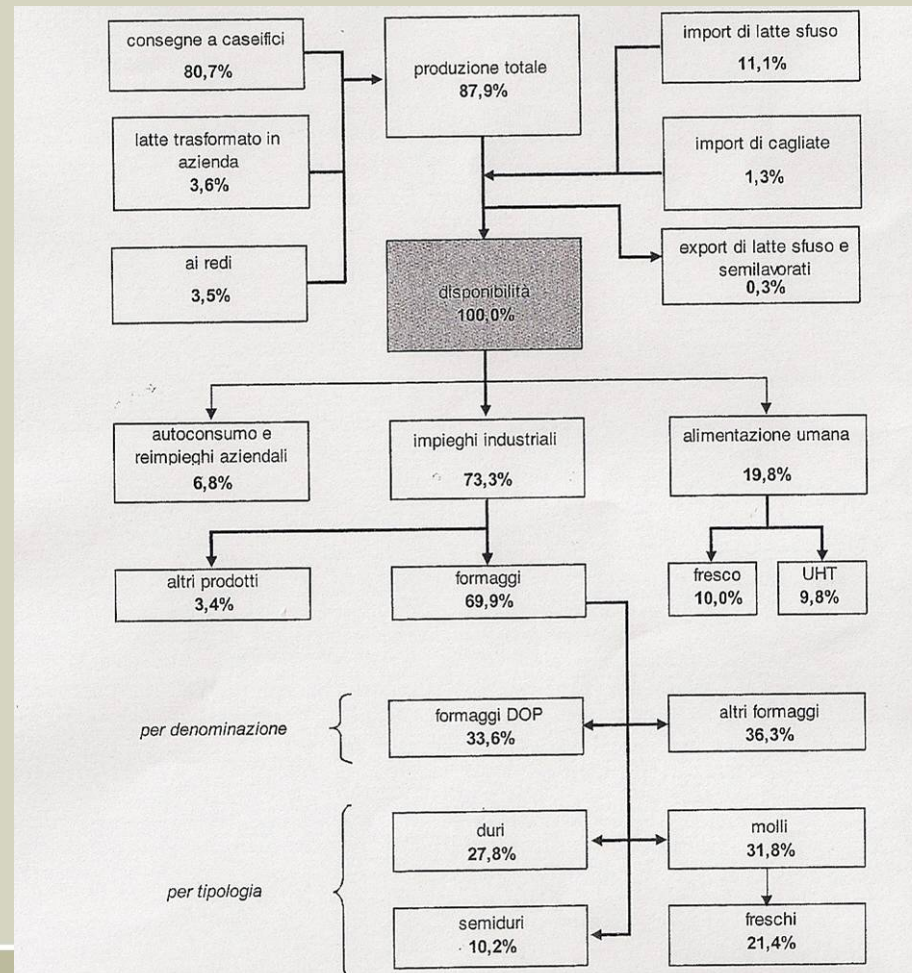 consegne a caseifici
80,7%
produzione totale
87,9%
import di latte sfuso
11,1%
latte trasformato in
azienda
3,6%
import di cagliate
1,3%
ai redi
3,5%
export di latte sfuso e
semilavorati
0,3%
disponibilità
100,0%
autoconsumo e
reimpieghi aziendali
6,8%
impieghi industriali
73,3%
alimentazione umana
19,8%
altri prodotti
3,4%
formaggi
69,9%
fresco
10,0%
UHT
9,8%
per denominazione
formaggi DOP
33,6%
altri formaggi
36,3%
per tipologia
duri
27,8%
molli
31,8%
semiduri
10,2%
freschi
21,4%